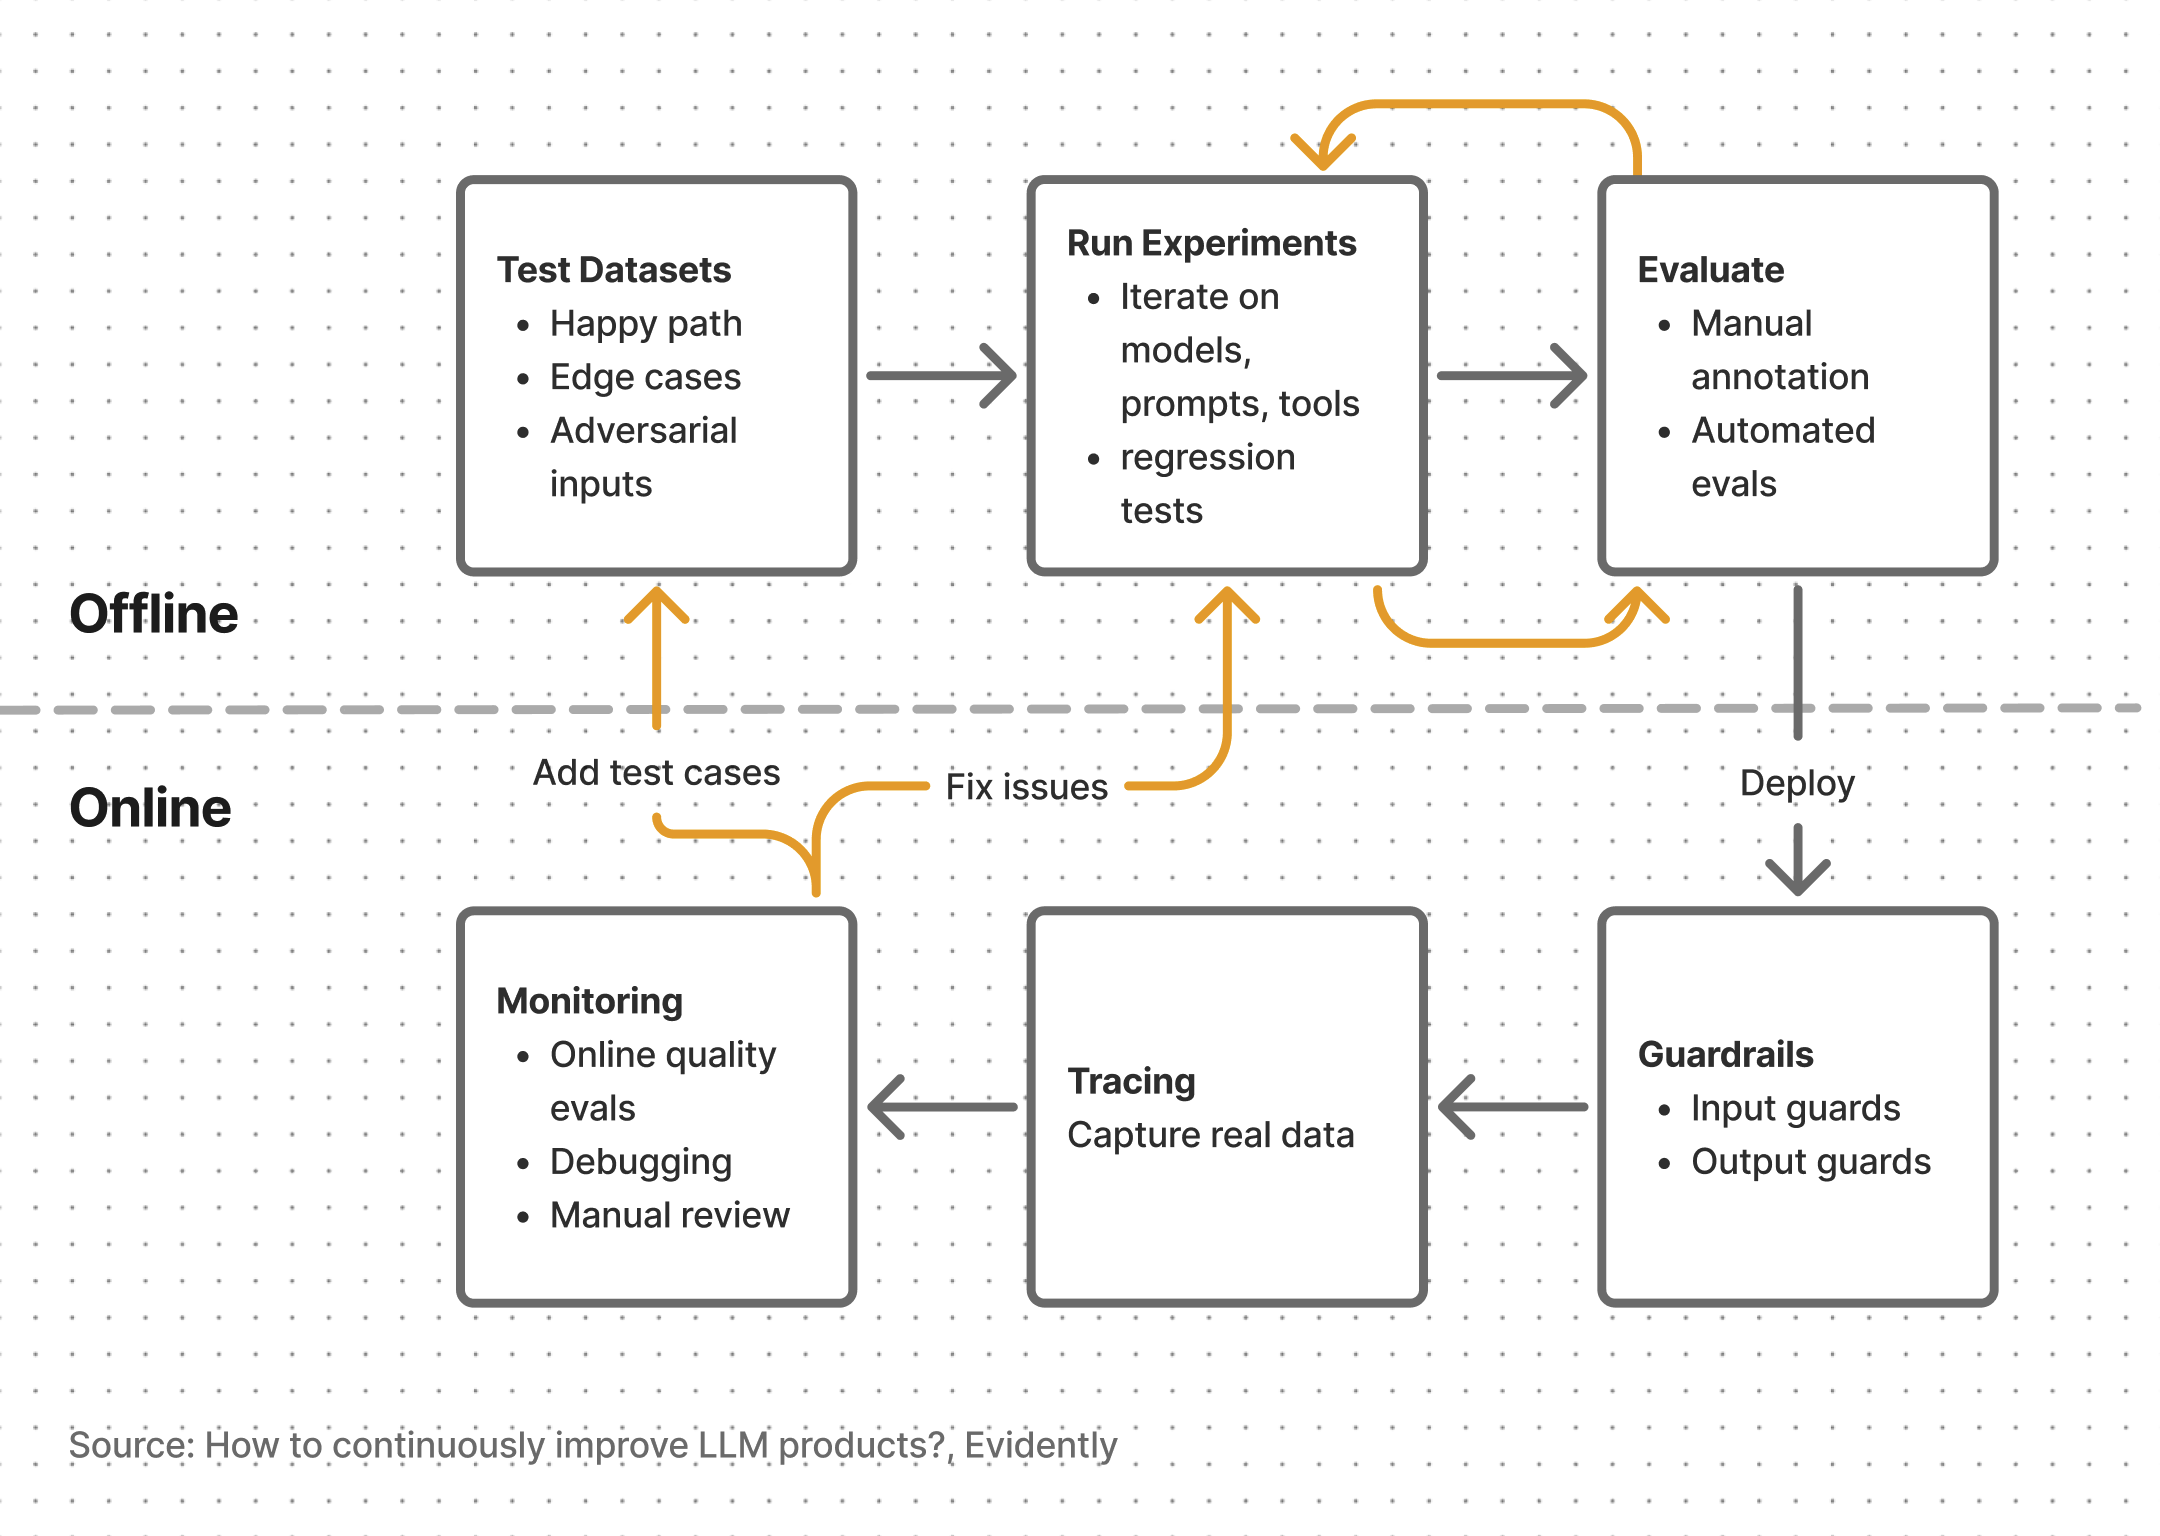 Test Datasets
• Happy path
• Edge cases
• Adversarial
inputs
Run Experiments
• Iterate on
models,
prompts, tools
• regression
tests
Evaluate
• Manual
annotation
• Automated
evals
Offline
Online
Add test cases
Fix issues
Deploy
Monitoring
• Online quality
evals
• Debugging
• Manual review
Tracing
Capture real data
Guardrails
• Input guards
• Output guards
Source: How to continuously improve LLM products?, Evidently